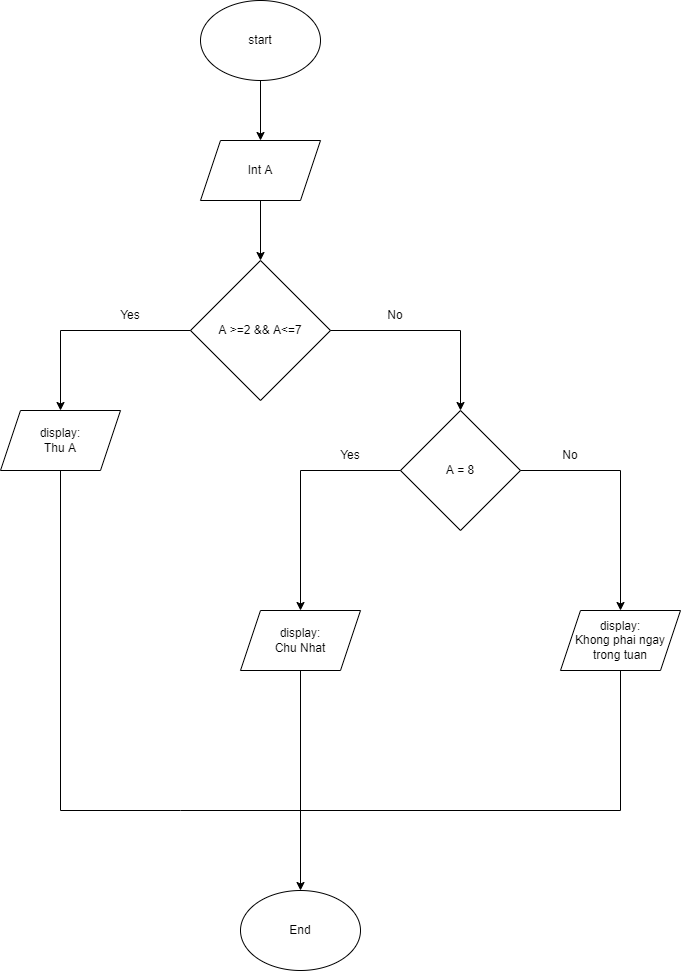 start
Int A
A >=2 && A<=7
Yes
No
display:
Thu A
A = 8
Yes
No
display:
Chu Nhat
display:
Khong phai ngay
trong tuan
End